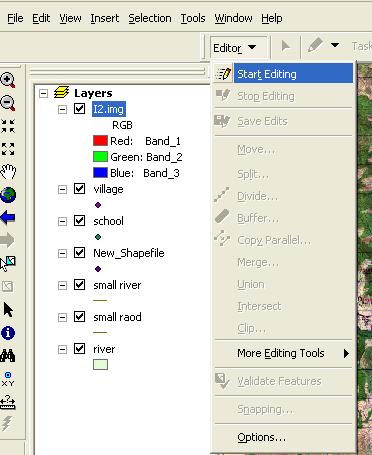 File Edit View Insert Selection Tools Window Help
Editor Task
Layers
I2.img
RGB
Red: Band_1
Green: Band_2
Blue: Band_3
village
school
New_Shapefile
small river
small raod
river
Start Editing
Stop Editing
Save Edits
Move...
Split...
Divide...
Buffer...
Copy Parallel...
Merge...
Union
Intersect
Clip...
More Editing Tools
Validate Features
Snapping...
Options...
XY